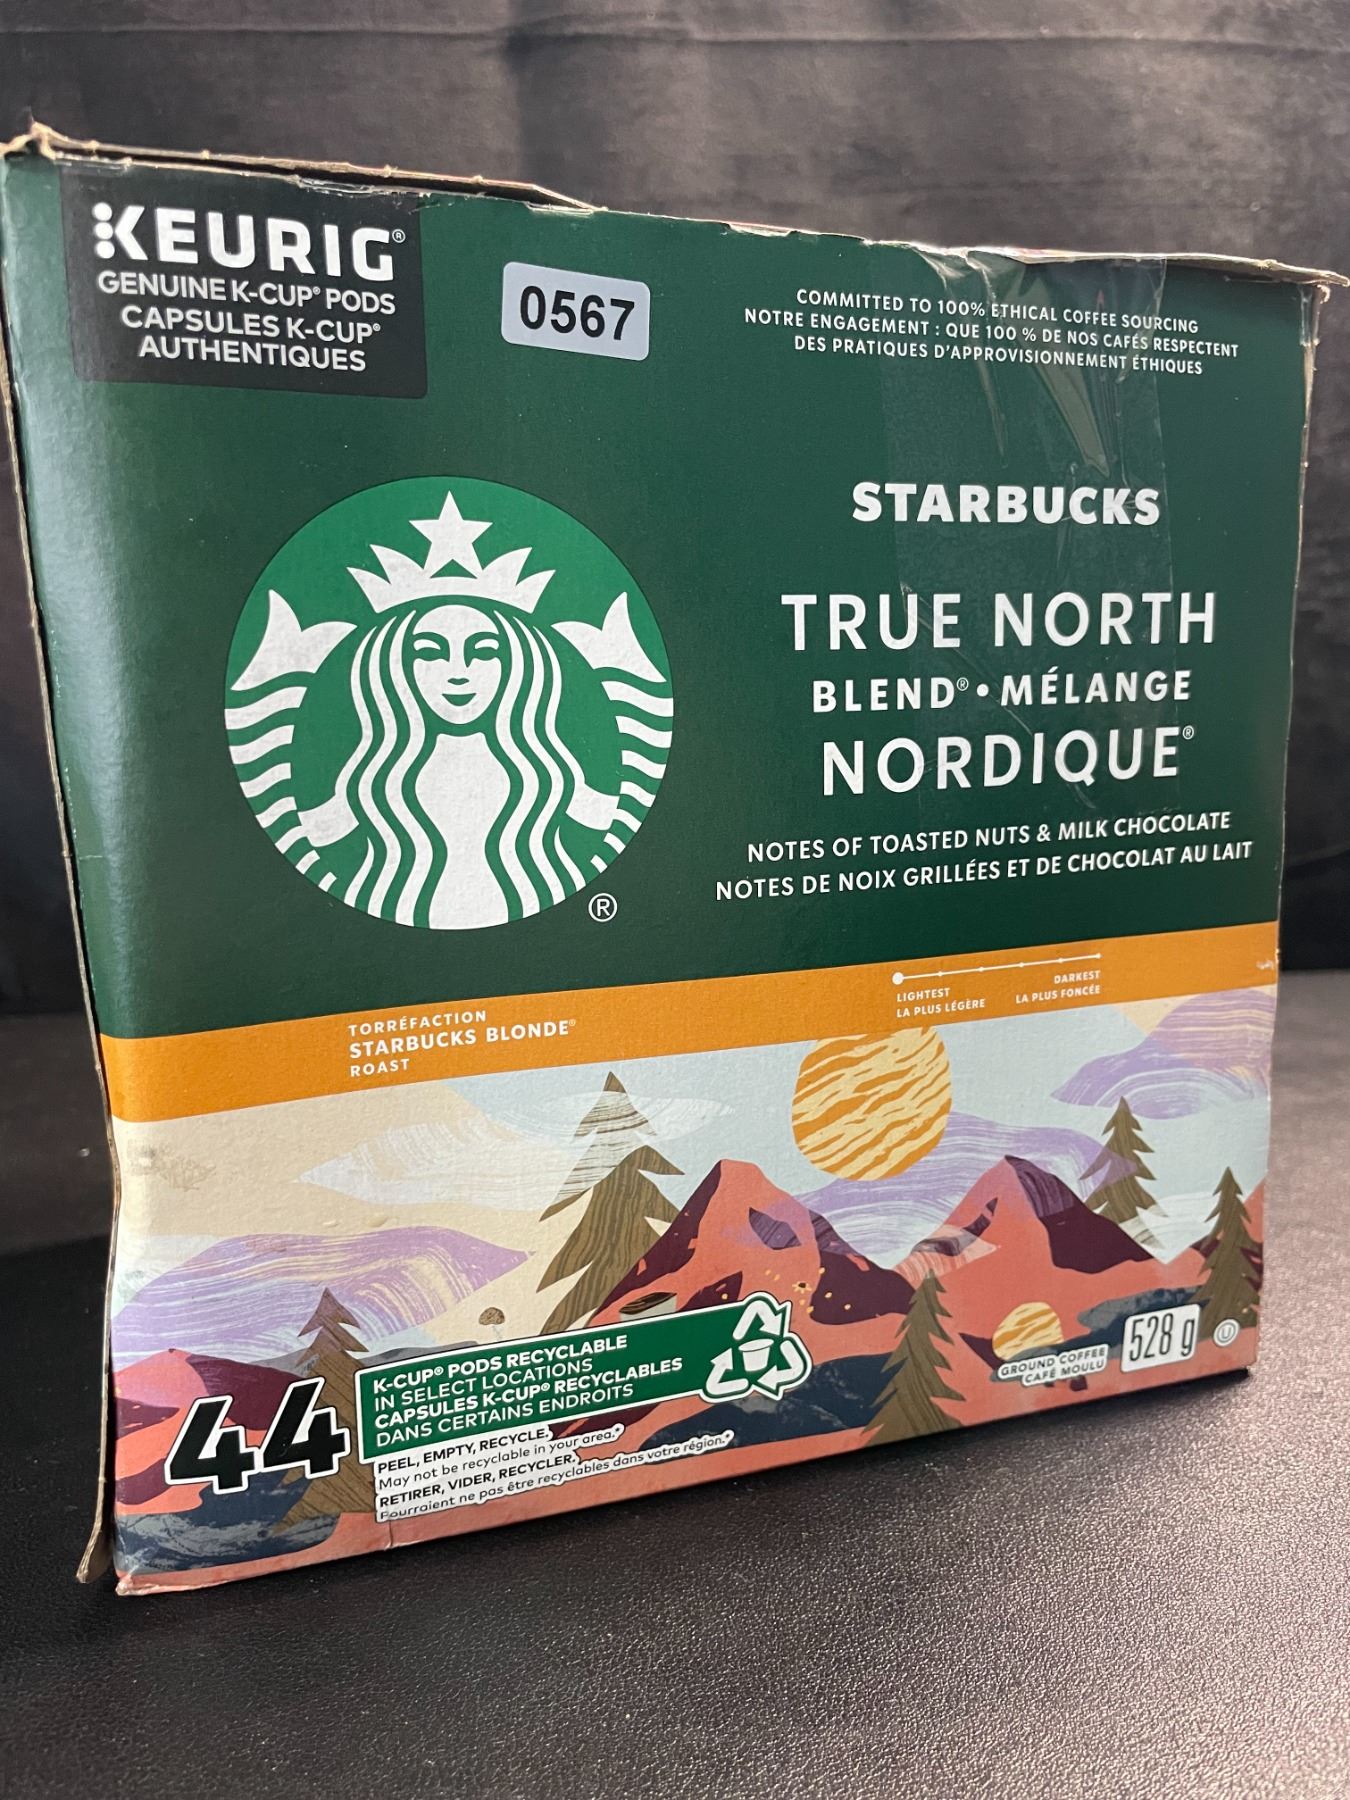 KEURIG®
GENUINE K-CUP® PODS
CAPSULES K-CUP®
AUTHENTIQUES
0567
COMMITTED TO 100% ETHICAL COFFEE SOURCING
NOTRE ENGAGEMENT : QUE 100 % DE NOS CAFÉS RESPECTENT
DES PRATIQUES D'APPROVISIONNEMENT ÉTHIQUES
STARBUCKS
TRUE NORTH
BLEND® • MÉLANGE
NORDIQUE®
NOTES OF TOASTED NUTS & MILK CHOCOLATE
NOTES DE NOIX GRILLÉES ET DE CHOCOLAT AU LAIT
®
TORRÉFACTION
STARBUCKS BLONDE®
ROAST
LIGHTEST
LA PLUS LÉGÈRE
DARKEST
LA PLUS FONCÉE
44
K-CUP® PODS RECYCLABLE
IN SELECT LOCATIONS
CAPSULES K-CUP® RECYCLABLES
DANS CERTAINS ENDROITS
PEEL, EMPTY, RECYCLE.
May not be recyclable in your area.*
RETIRER, VIDER, RECYCLER.
Pourraient ne pas être recyclables dans votre région.*
GROUND COFFEE
CAFÉ MOULU
528 g
U